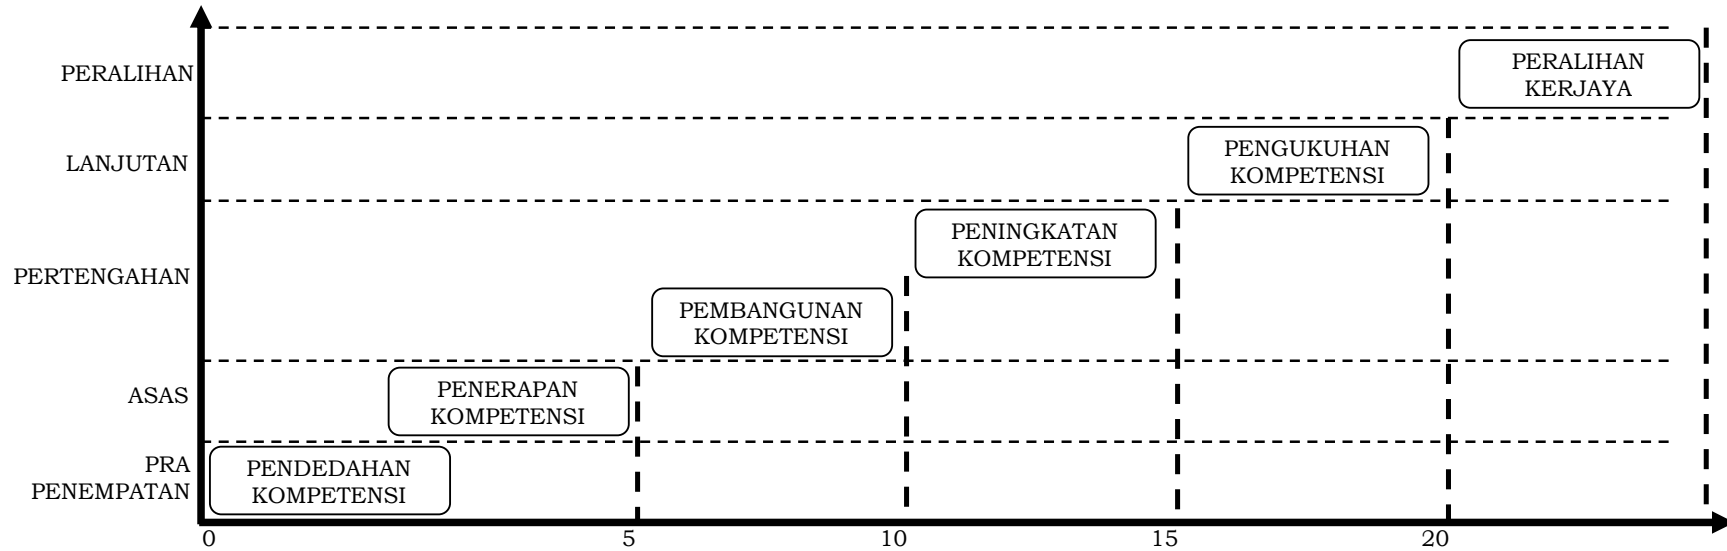 PERALIHAN
PERALIHAN
KERJAYA
LANJUTAN
PENGUKUHAN
KOMPETENSI
PERTENGAHAN
PENINGKATAN
KOMPETENSI
PEMBANGUNAN
KOMPETENSI
ASAS
PENERAPAN
KOMPETENSI
PRA
PENEMPATAN
PENDEDAHAN
KOMPETENSI
0
5
10
15
20